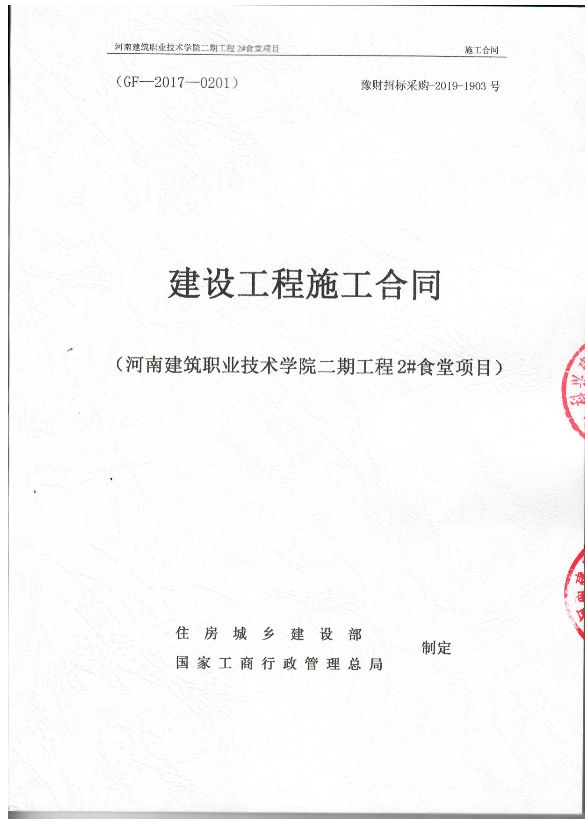 河南建筑职业技术学院二期工程 2#食堂项目 施工合同
（GF—2017—0201） 豫财招标采购-2019-1903 号
建设工程施工合同
（河南建筑职业技术学院二期工程 2#食堂项目）
科兴建
住房城乡建设部
国家工商行政管理总局
制定